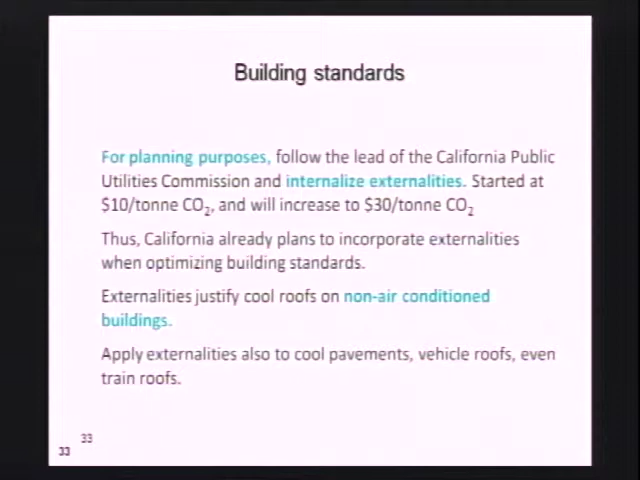 Building standards
For planning purposes, follow the lead of the California Public
Utilities Commission and internalize externalities. Started at
$10/tonne CO2, and will increase to $30/tonne CO2
Thus, California already plans to incorporate externalities
when optimizing building standards.
Externalities justify cool roofs on non-air conditioned
buildings.
Apply externalities also to cool pavements, vehicle roofs, even
train roofs.
33
33